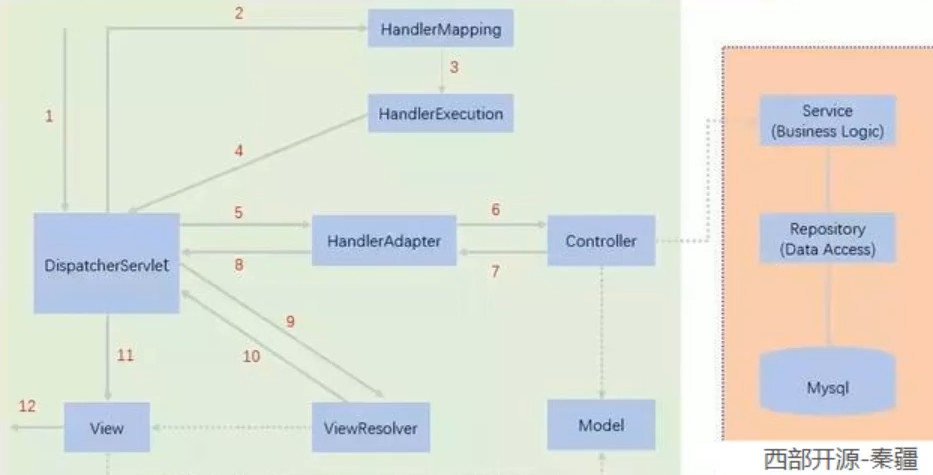 2
HandlerMapping
3
1
HandlerExecution
Service
(Business Logic)
4
5
6
HandlerAdapter
Controller
Repository
(Data Access)
DispatcherServlet
8
7
9
10
11
Mysql
12
View
ViewResolver
Model
西部开源-秦疆